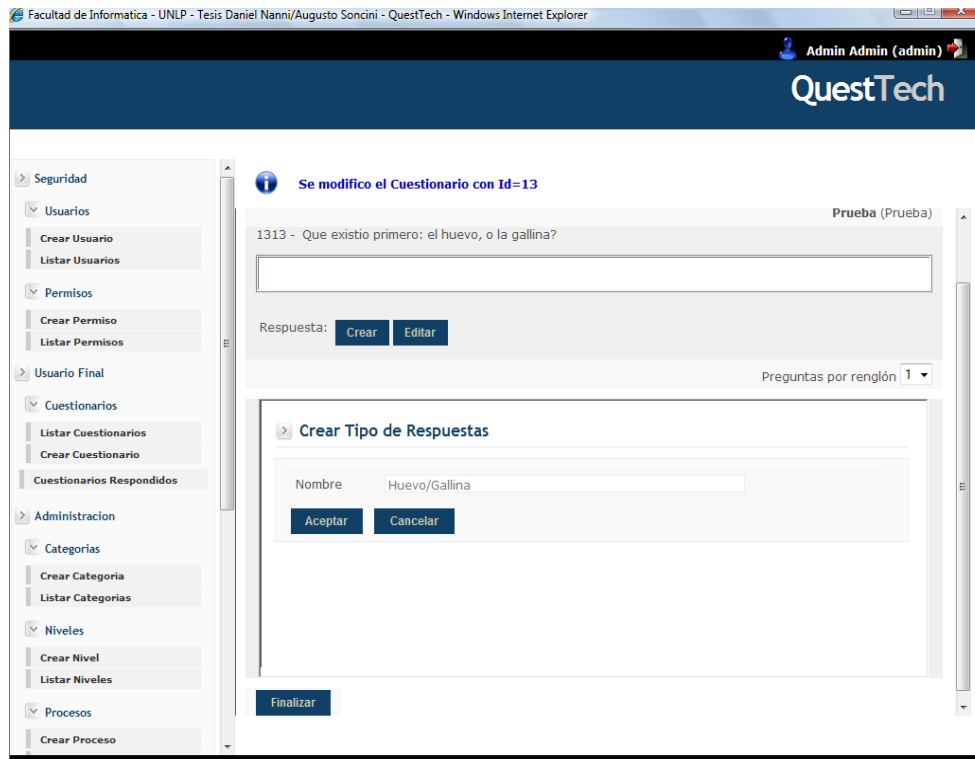 Facultad de Informatica - UNLP - Tesis Daniel Nanni/Augusto Soncini - QuestTech - Windows Internet Explorer
Admin Admin (admin)
QuestTech
Seguridad
Usuarios
Crear Usuario
Listar Usuarios
Permisos
Crear Permiso
Listar Permisos
Usuario Final
Cuestionarios
Listar Cuestionarios
Crear Cuestionario
Cuestionarios Respondidos
Administracion
Categorias
Crear Categoria
Listar Categorias
Niveles
Crear Nivel
Listar Niveles
Procesos
Crear Proceso
Se modifico el Cuestionario con Id=13
Prueba (Prueba)
1313 - Que existio primero: el huevo, o la gallina?
Respuesta: Crear Editar
Preguntas por renglón 1
Crear Tipo de Respuestas
Nombre Huevo/Gallina
Aceptar Cancelar
Finalizar